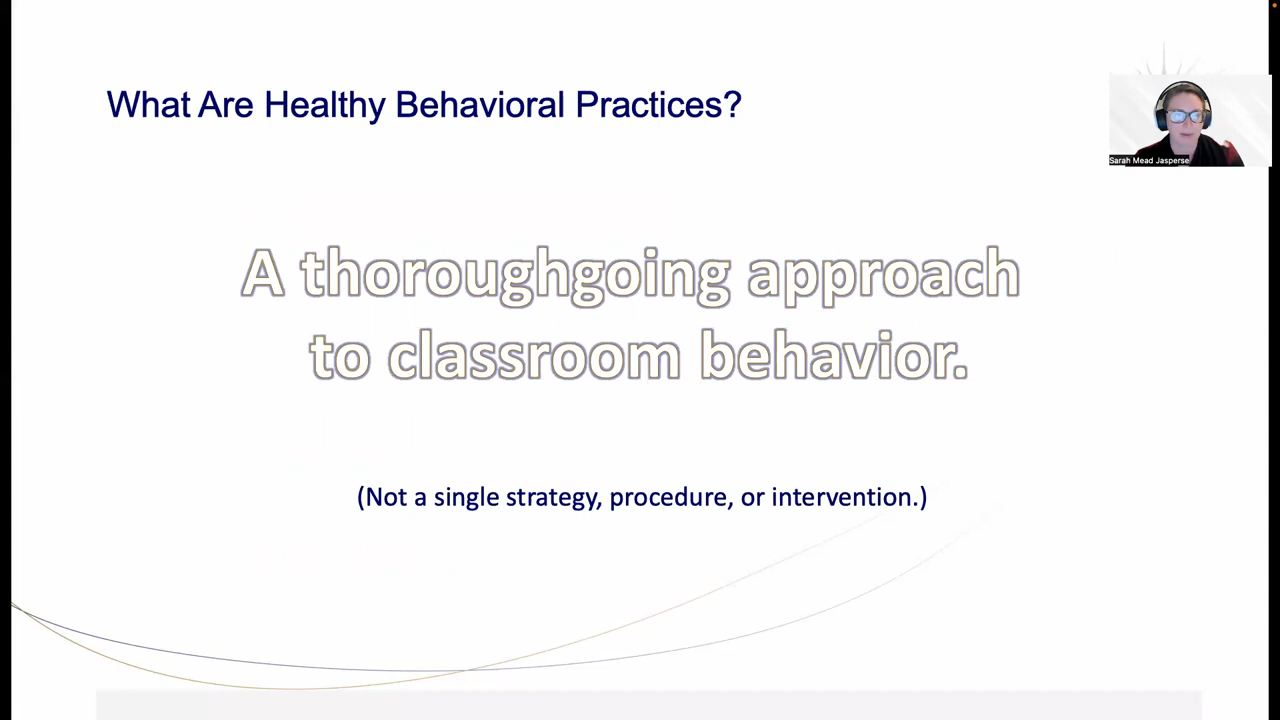 What Are Healthy Behavioral Practices?
Sarah Mead Jasperse
A thoroughgoing approach
to classroom behavior.
(Not a single strategy, procedure, or intervention.)